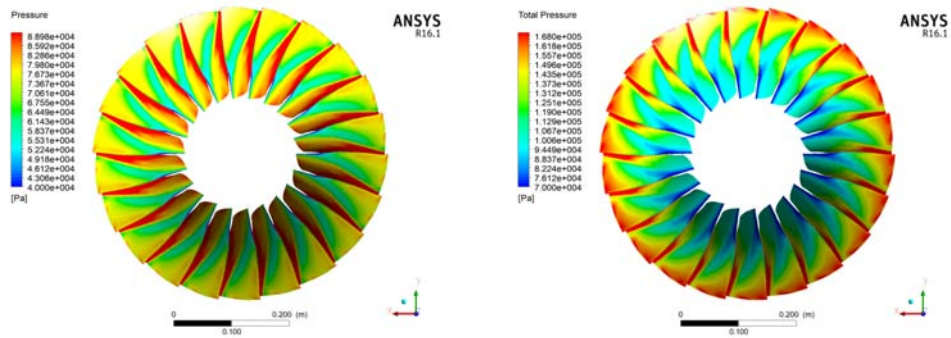 Pressure
8.898e+004
8.592e+004
8.286e+004
7.980e+004
7.673e+004
7.367e+004
7.061e+004
6.755e+004
6.449e+004
6.143e+004
5.837e+004
5.531e+004
5.224e+004
4.918e+004
4.612e+004
4.306e+004
4.000e+004
[Pa]
ANSYS
R16.1
Y
X
0
0.200 (m)
0.100
Total Pressure
1.680e+005
1.618e+005
1.557e+005
1.496e+005
1.435e+005
1.373e+005
1.312e+005
1.251e+005
1.190e+005
1.129e+005
1.067e+005
1.006e+005
9.449e+004
8.837e+004
8.224e+004
7.612e+004
7.000e+004
[Pa]
ANSYS
R16.1
Y
X
0
0.200 (m)
0.100